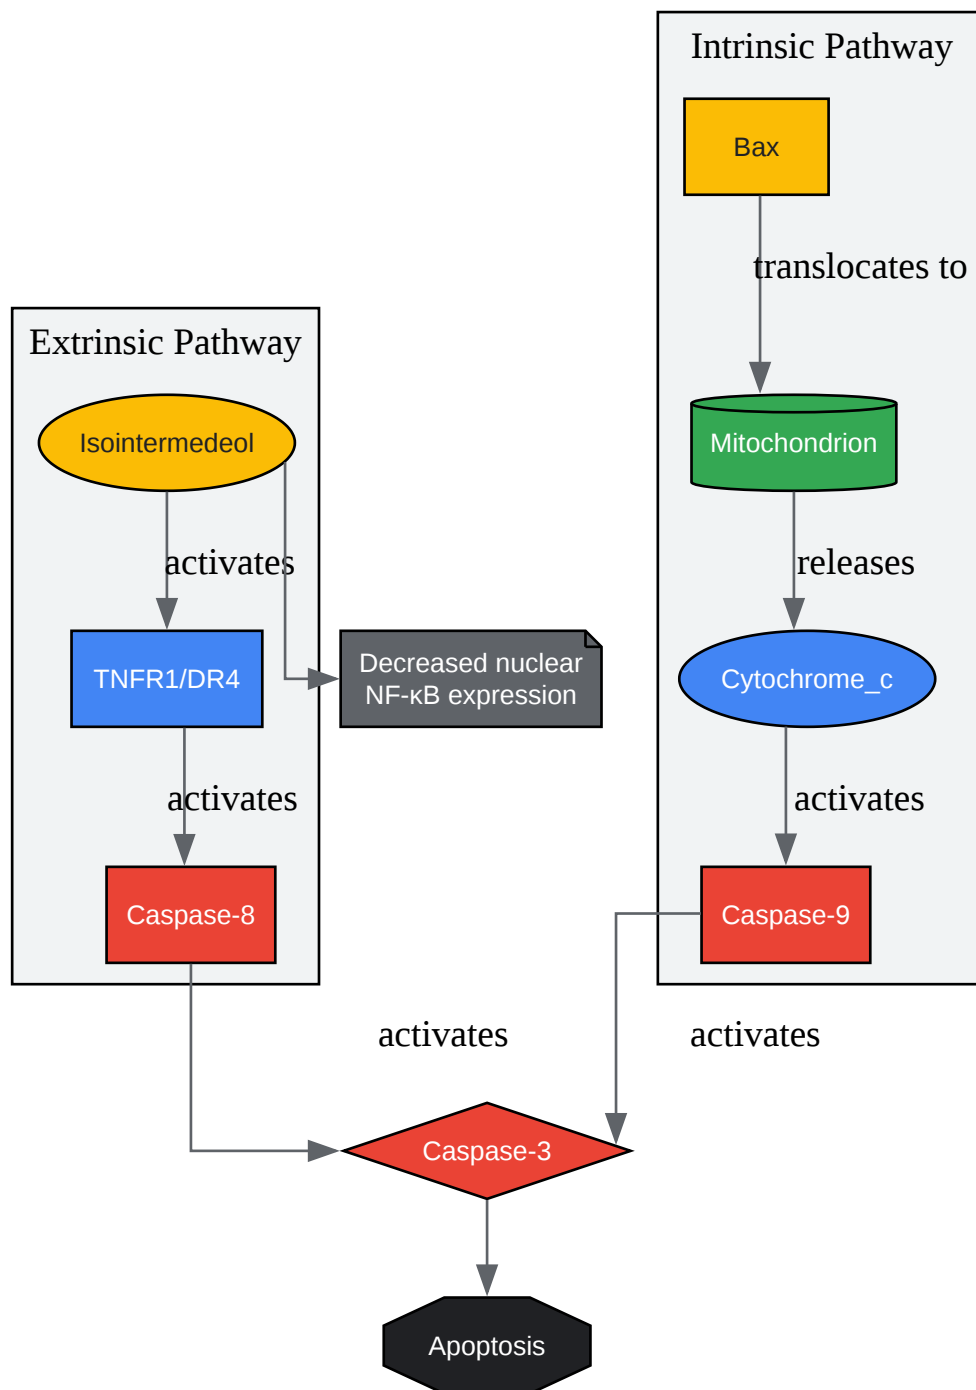 Intrinsic Pathway
Bax
translocates to
Extrinsic Pathway
Isointermedeol
Mitochondrion
activates
releases
TNFR1/DR4
Decreased nuclear
NF-κB expression
Cytochrome_c
activates
activates
Caspase-8
Caspase-9
activates
activates
Caspase-3
Apoptosis